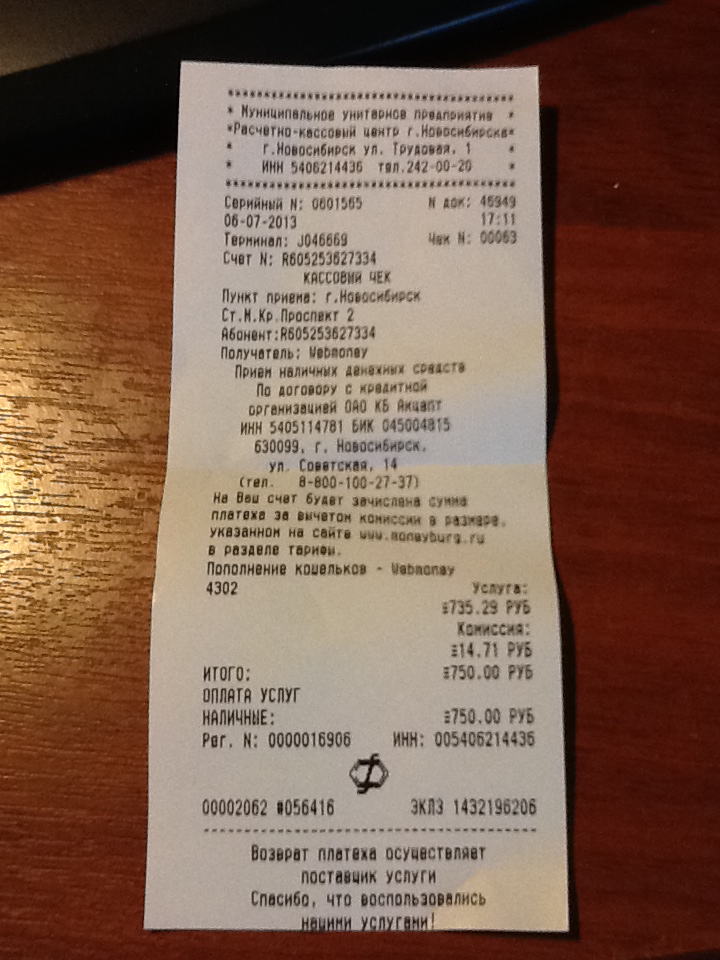 ****************************************
* Муниципальное унитарное предприятие *
*Расчетно-кассовый центр г.Новосибирска*
* г.Новосибирск ул. Трудовая, 1 *
* ИНН 5406214436 тел.242-00-20 *
****************************************
Серийный N: 0601565 N док: 46949
06-07-2013 17:11
Терминал: J046669 Чек N: 00063
Счет N: R605253627334
КАССОВЫЙ ЧЕК
Пункт приема: г.Новосибирск
Ст.М.Кр.Проспект 2
Абонент:R605253627334
Получатель: Webmoney
Прием наличных денежных средств
По договору с кредитной
организацией ОАО КБ Акцепт
ИНН 5405114781 БИК 045004815
630099, г. Новосибирск,
ул. Советская, 14
(тел. 8-800-100-27-37)
На Ваш счет будет зачислена сумма
платежа за вычетом комиссии в размере,
указанном на сайте www.moneyburg.ru
в разделе тарифы.
Пополнение кошельков - Webmoney
4302 Услуга:
≡735.29 РУБ
Комиссия:
≡14.71 РУБ
ИТОГО: ≡750.00 РУБ
ОПЛАТА УСЛУГ
НАЛИЧНЫЕ: ≡750.00 РУБ
Рег. N: 0000016906 ИНН: 005406214436
00002062 #056416 ЭКЛЗ 1432196206
----------------------------------------
Возврат платежа осуществляет
поставщик услуги
Спасибо, что воспользовались
нашими услугами!